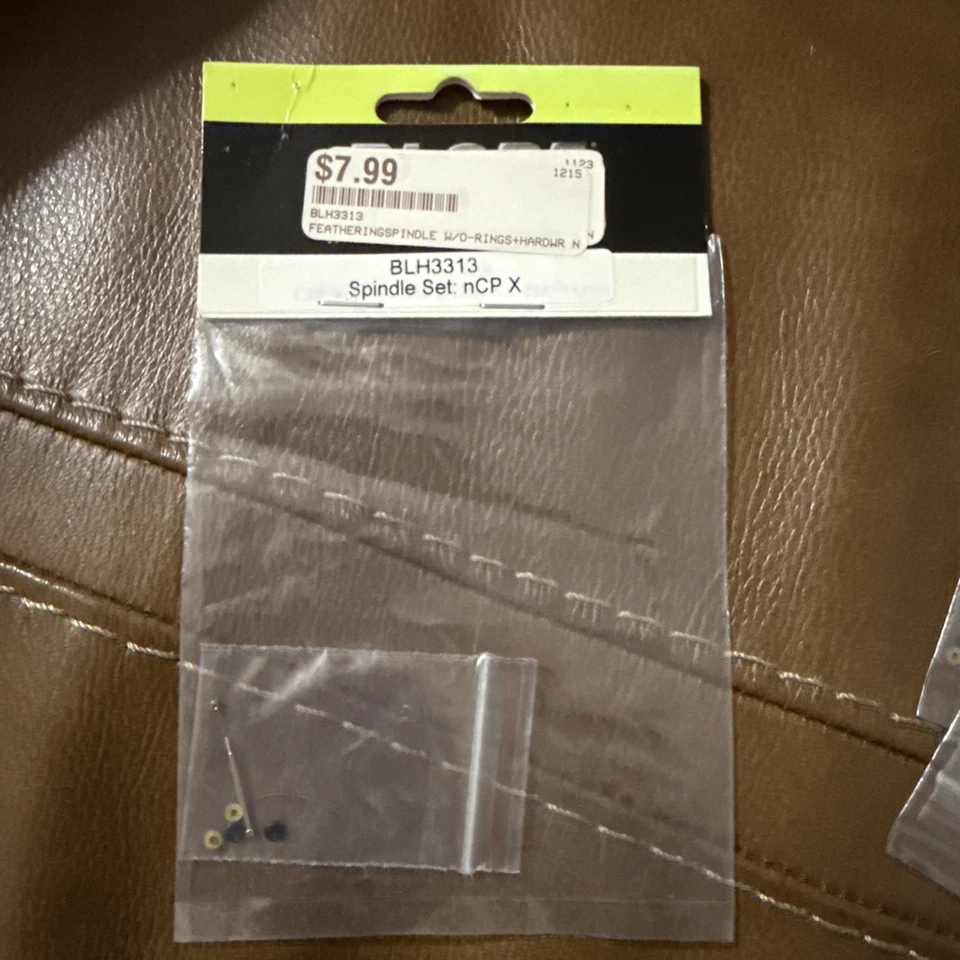 $7.99
1123
1215
BLH3313
FEATHERINGSPINDLE W/O-RINGS+HARDWR N
N
BLH3313
Spindle Set: nCP X